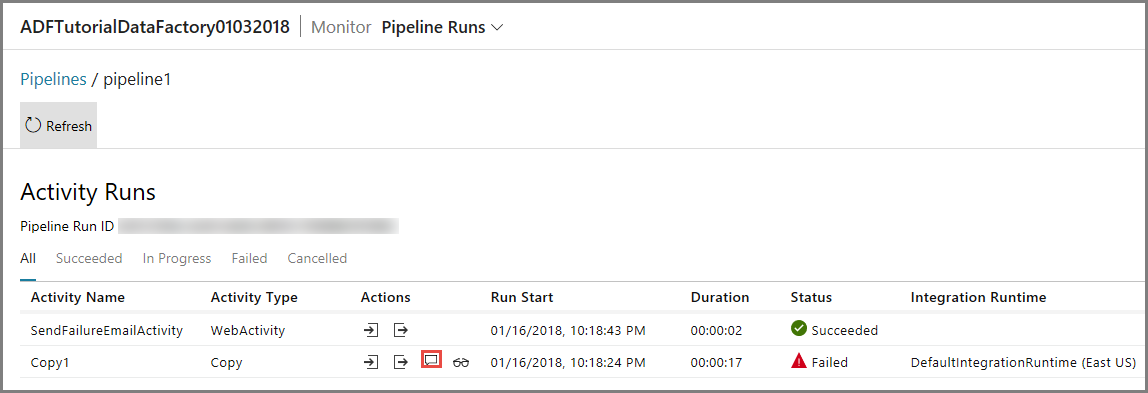 ADFTutorialDataFactory01032018 Monitor Pipeline Runs
Pipelines / pipeline1
Refresh
Activity Runs
Pipeline Run ID
All Succeeded In Progress Failed Cancelled
Activity Name Activity Type Actions Run Start Duration Status Integration Runtime
SendFailureEmailActivity WebActivity 01/16/2018, 10:18:43 PM 00:00:02 Succeeded
Copy1 Copy 01/16/2018, 10:18:24 PM 00:00:17 Failed DefaultIntegrationRuntime (East US)